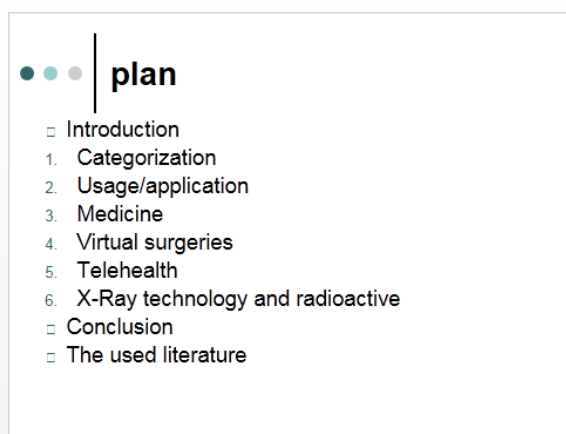 plan
□ Introduction
1. Categorization
2. Usage/application
3. Medicine
4. Virtual surgeries
5. Telehealth
6. X-Ray technology and radioactive
□ Conclusion
□ The used literature